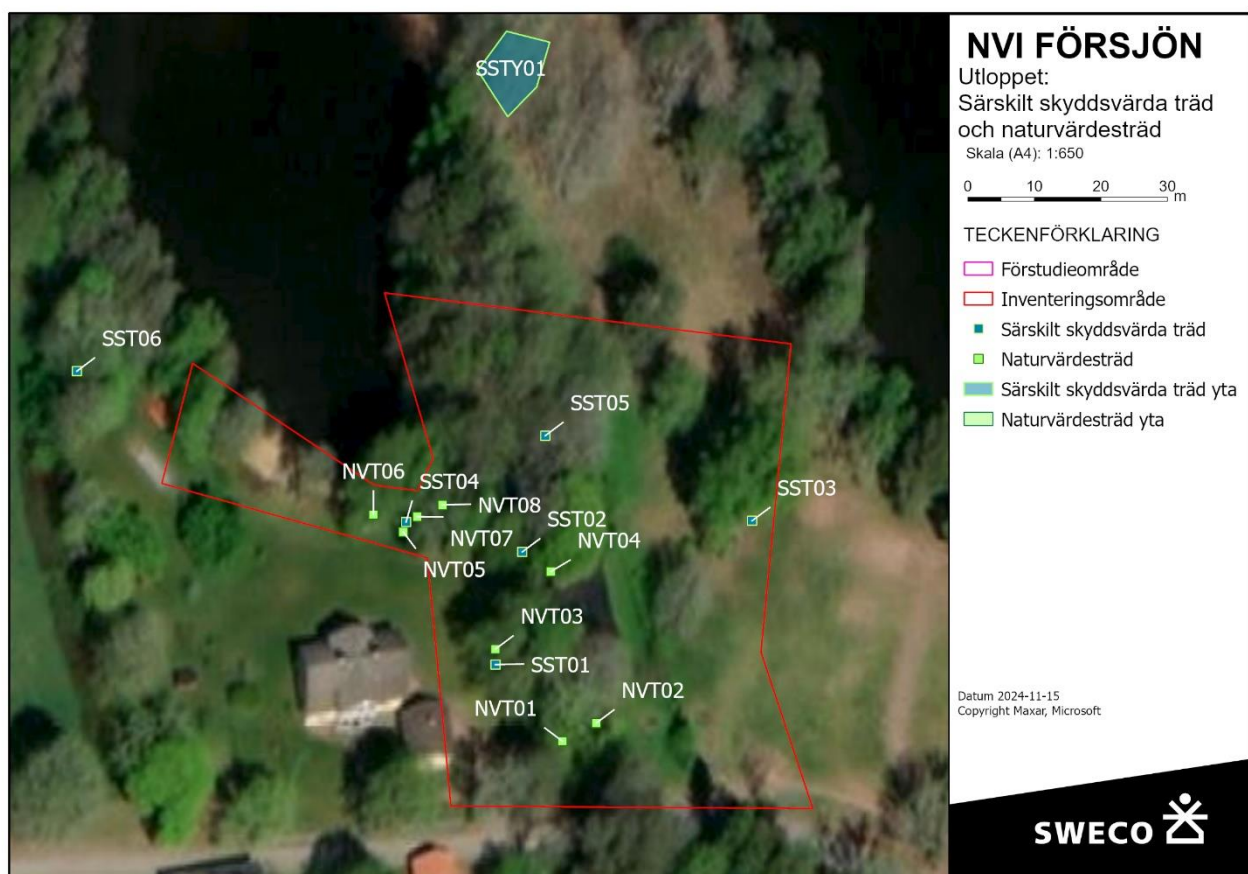 SSTY01
SST06
SST05
NVT06
SST04
NVT08
SST03
SST02
NVT07
NVT04
NVT05
NVT03
SST01
NVT02
NVT01
NVI FÖRSJÖN
Utloppet:
Särskilt skyddsvärda träd
och naturvärdesträd
Skala (A4): 1:650
0 10 20 30
m
TECKENFÖRKLARING
Förstudieområde
Inventeringsområde
Särskilt skyddsvärda träd
Naturvärdesträd
Särskilt skyddsvärda träd yta
Naturvärdesträd yta
Datum 2024-11-15
Copyright Maxar, Microsoft
SWECO